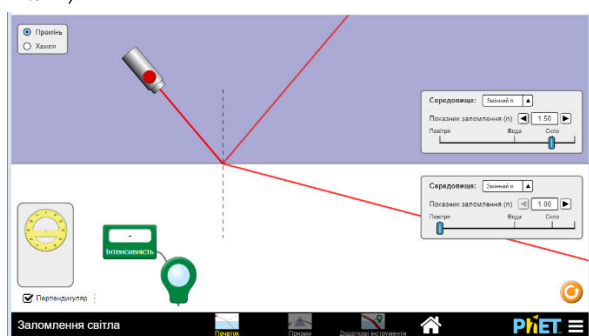 Промінь
Хвиля
Середовище: Змінний n
Показник заломлення (n) 1.50
Повітря Вода Скло
Середовище: Змінний n
Показник заломлення (n) 1.00
Повітря Вода Скло
-
Інтенсивність
Перпендикуляр
Заломлення світла
Початок
Призми
Додаткові інструменти
PhET